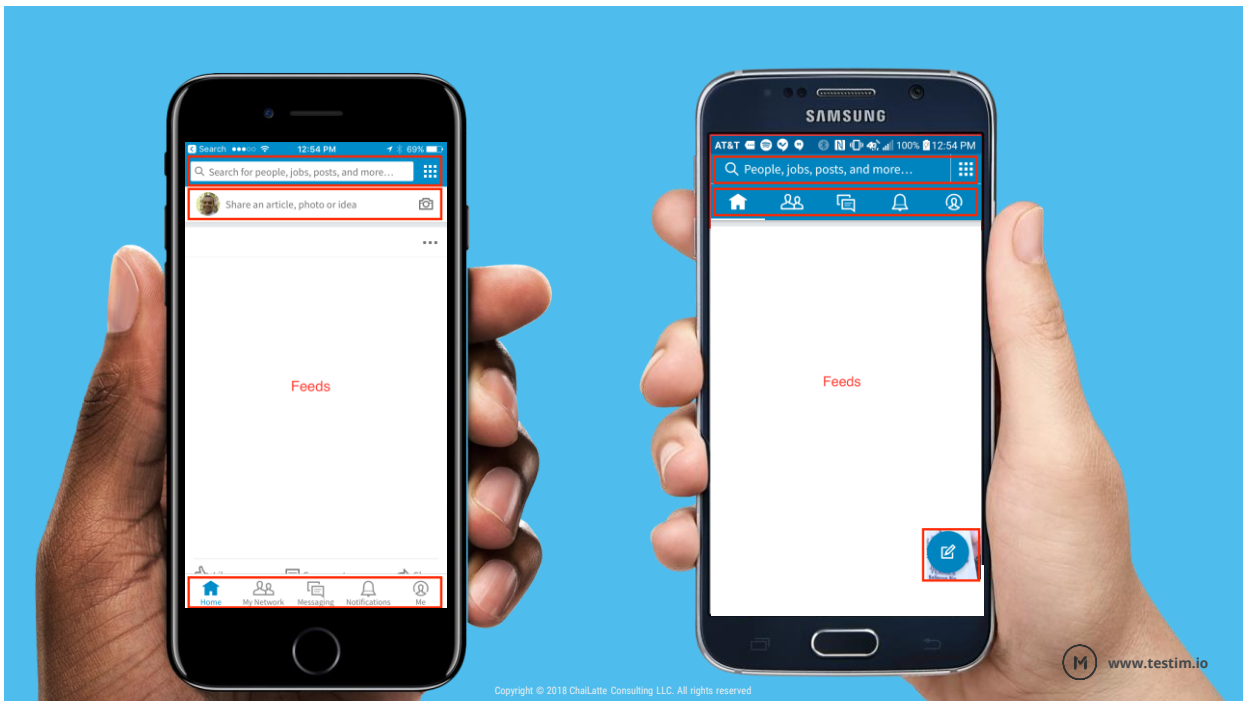 Search
12:54 PM
69%
Search for people, jobs, posts, and more...
Share an article, photo or idea
Feeds
Home
My Network
Messaging
Notifications
Me
SAMSUNG
AT&T
100%
12:54 PM
People, jobs, posts, and more...
Feeds
M
www.testim.io
Copyright © 2018 ChaiLatte Consulting LLC. All rights reserved